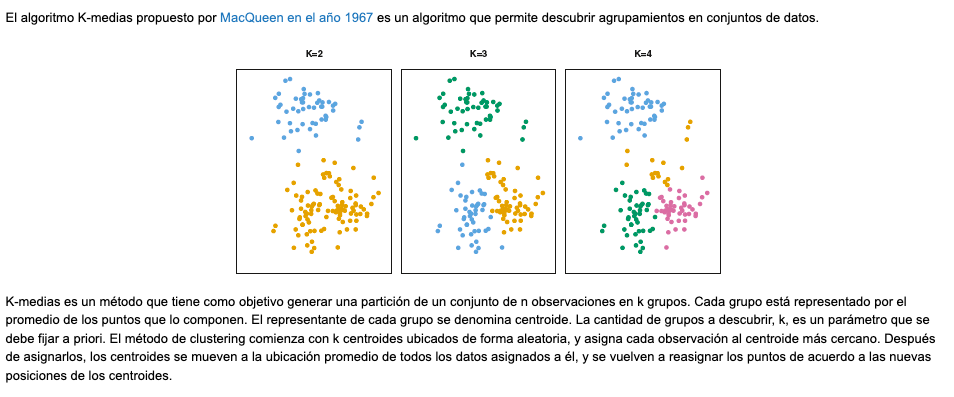 El algoritmo K-medias propuesto por MacQueen en el año 1967 es un algoritmo que permite descubrir agrupamientos en conjuntos de datos.
K=2 K=3 K=4
K-medias es un método que tiene como objetivo generar una partición de un conjunto de n observaciones en k grupos. Cada grupo está representado por el
promedio de los puntos que lo componen. El representante de cada grupo se denomina centroide. La cantidad de grupos a descubrir, k, es un parámetro que se
debe fijar a priori. El método de clustering comienza con k centroides ubicados de forma aleatoria, y asigna cada observación al centroide más cercano. Después
de asignarlos, los centroides se mueven a la ubicación promedio de todos los datos asignados a él, y se vuelven a reasignar los puntos de acuerdo a las nuevas
posiciones de los centroides.